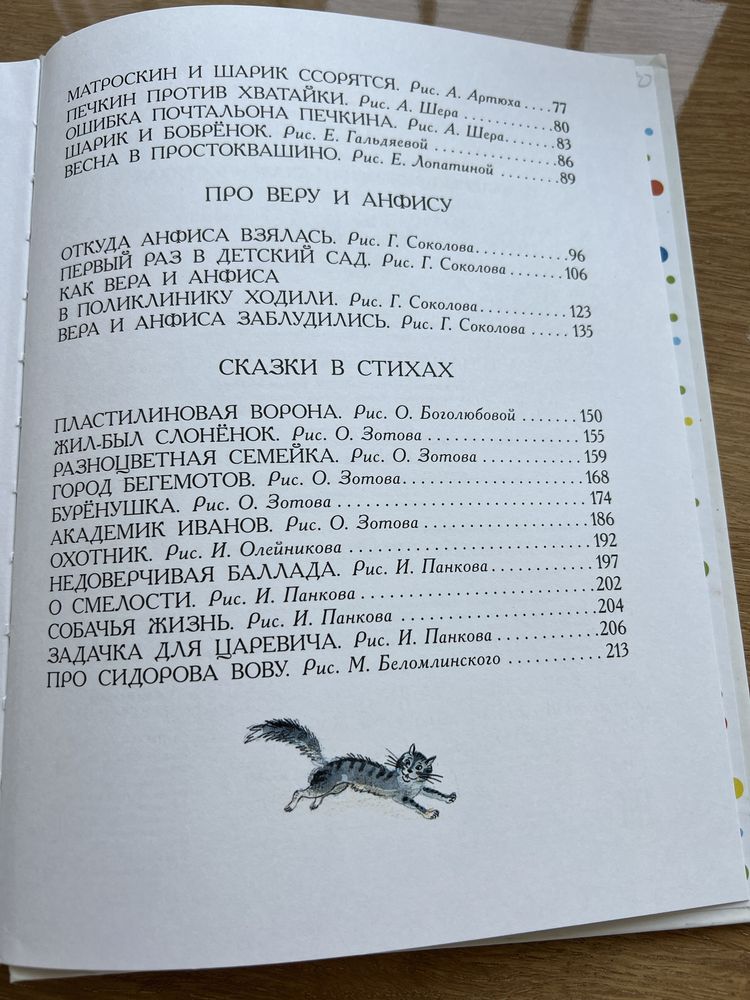 МАТРОСКИН И ШАРИК ССОРЯТСЯ. Рис. А. Артюха ....77
ПЕЧКИН ПРОТИВ ХВАТАЙКИ. Рис. А. Шера ............80
ОШИБКА ПОЧТАЛЬОНА ПЕЧКИНА. Рис. А. Шера.......83
ШАРИК И БОБРЁНОК. Рис. Е. Гальдяевой ..............86
ВЕСНА В ПРОСТОКВАШИНО. Рис. Е. Лопатиной ........89
ПРО ВЕРУ И АНФИСУ
ОТКУДА АНФИСА ВЗЯЛАСЬ. Рис. Г. Соколова............96
ПЕРВЫЙ РАЗ В ДЕТСКИЙ САД. Рис. Г. Соколова .......106
КАК ВЕРА И АНФИСА
В ПОЛИКЛИНИКУ ХОДИЛИ. Рис. Г. Соколова...........123
ВЕРА И АНФИСА ЗАБЛУДИЛИСЬ. Рис. Г. Соколова .....135
СКАЗКИ В СТИХАХ
ПЛАСТИЛИНОВАЯ ВОРОНА. Рис. О. Боголюбовой .......150
ЖИЛ-БЫЛ СЛОНЁНОК. Рис. О. Зотова .................155
РАЗНОЦВЕТНАЯ СЕМЕЙКА. Рис. О. Зотова .............159
ГОРОД БЕГЕМОТОВ. Рис. О. Зотова....................168
БУРЁНУШКА. Рис. О. Зотова .........................174
АКАДЕМИК ИВАНОВ. Рис. О. Зотова ..................186
ОХОТНИК. Рис. И. Олейникова .......................192
НЕДОВЕРЧИВАЯ БАЛЛАДА. Рис. И. Панкова............197
О СМЕЛОСТИ. Рис. И. Панкова .......................202
СОБАЧЬЯ ЖИЗНЬ. Рис. И. Панкова ...................204
ЗАДАЧКА ДЛЯ ЦАРЕВИЧА. Рис. И. Панкова ............206
ПРО СИДОРОВА ВОВУ. Рис. М. Беломлинского ..........213